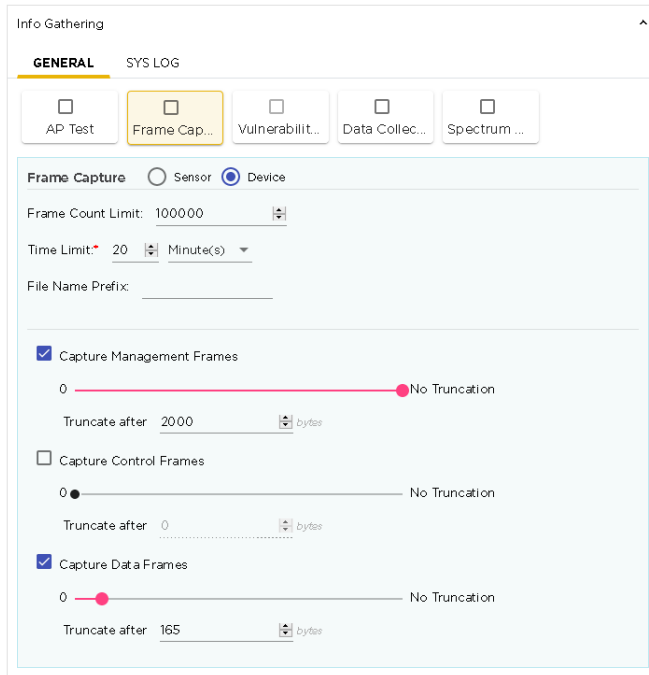 Info Gathering
GENERAL SYS LOG
AP Test Frame Cap... Vulnerabilit... Data Collec... Spectrum ...
Frame Capture Sensor Device
Frame Count Limit: 100000
Time Limit:* 20 Minute(s)
File Name Prefix:
Capture Management Frames
0 No Truncation
Truncate after 2000 bytes
Capture Control Frames
0 No Truncation
Truncate after 0 bytes
Capture Data Frames
0 No Truncation
Truncate after 165 bytes